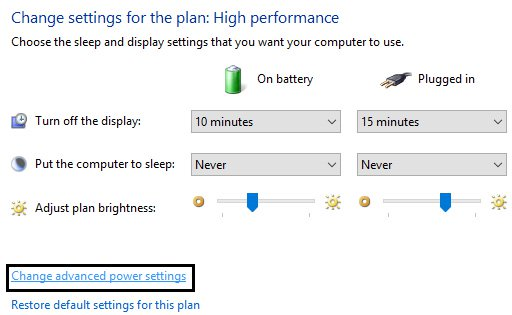 Change settings for the plan: High performance
Choose the sleep and display settings that you want your computer to use.
On battery Plugged in
Turn off the display: 10 minutes 15 minutes
Put the computer to sleep: Never Never
Adjust plan brightness:
Change advanced power settings
Restore default settings for this plan